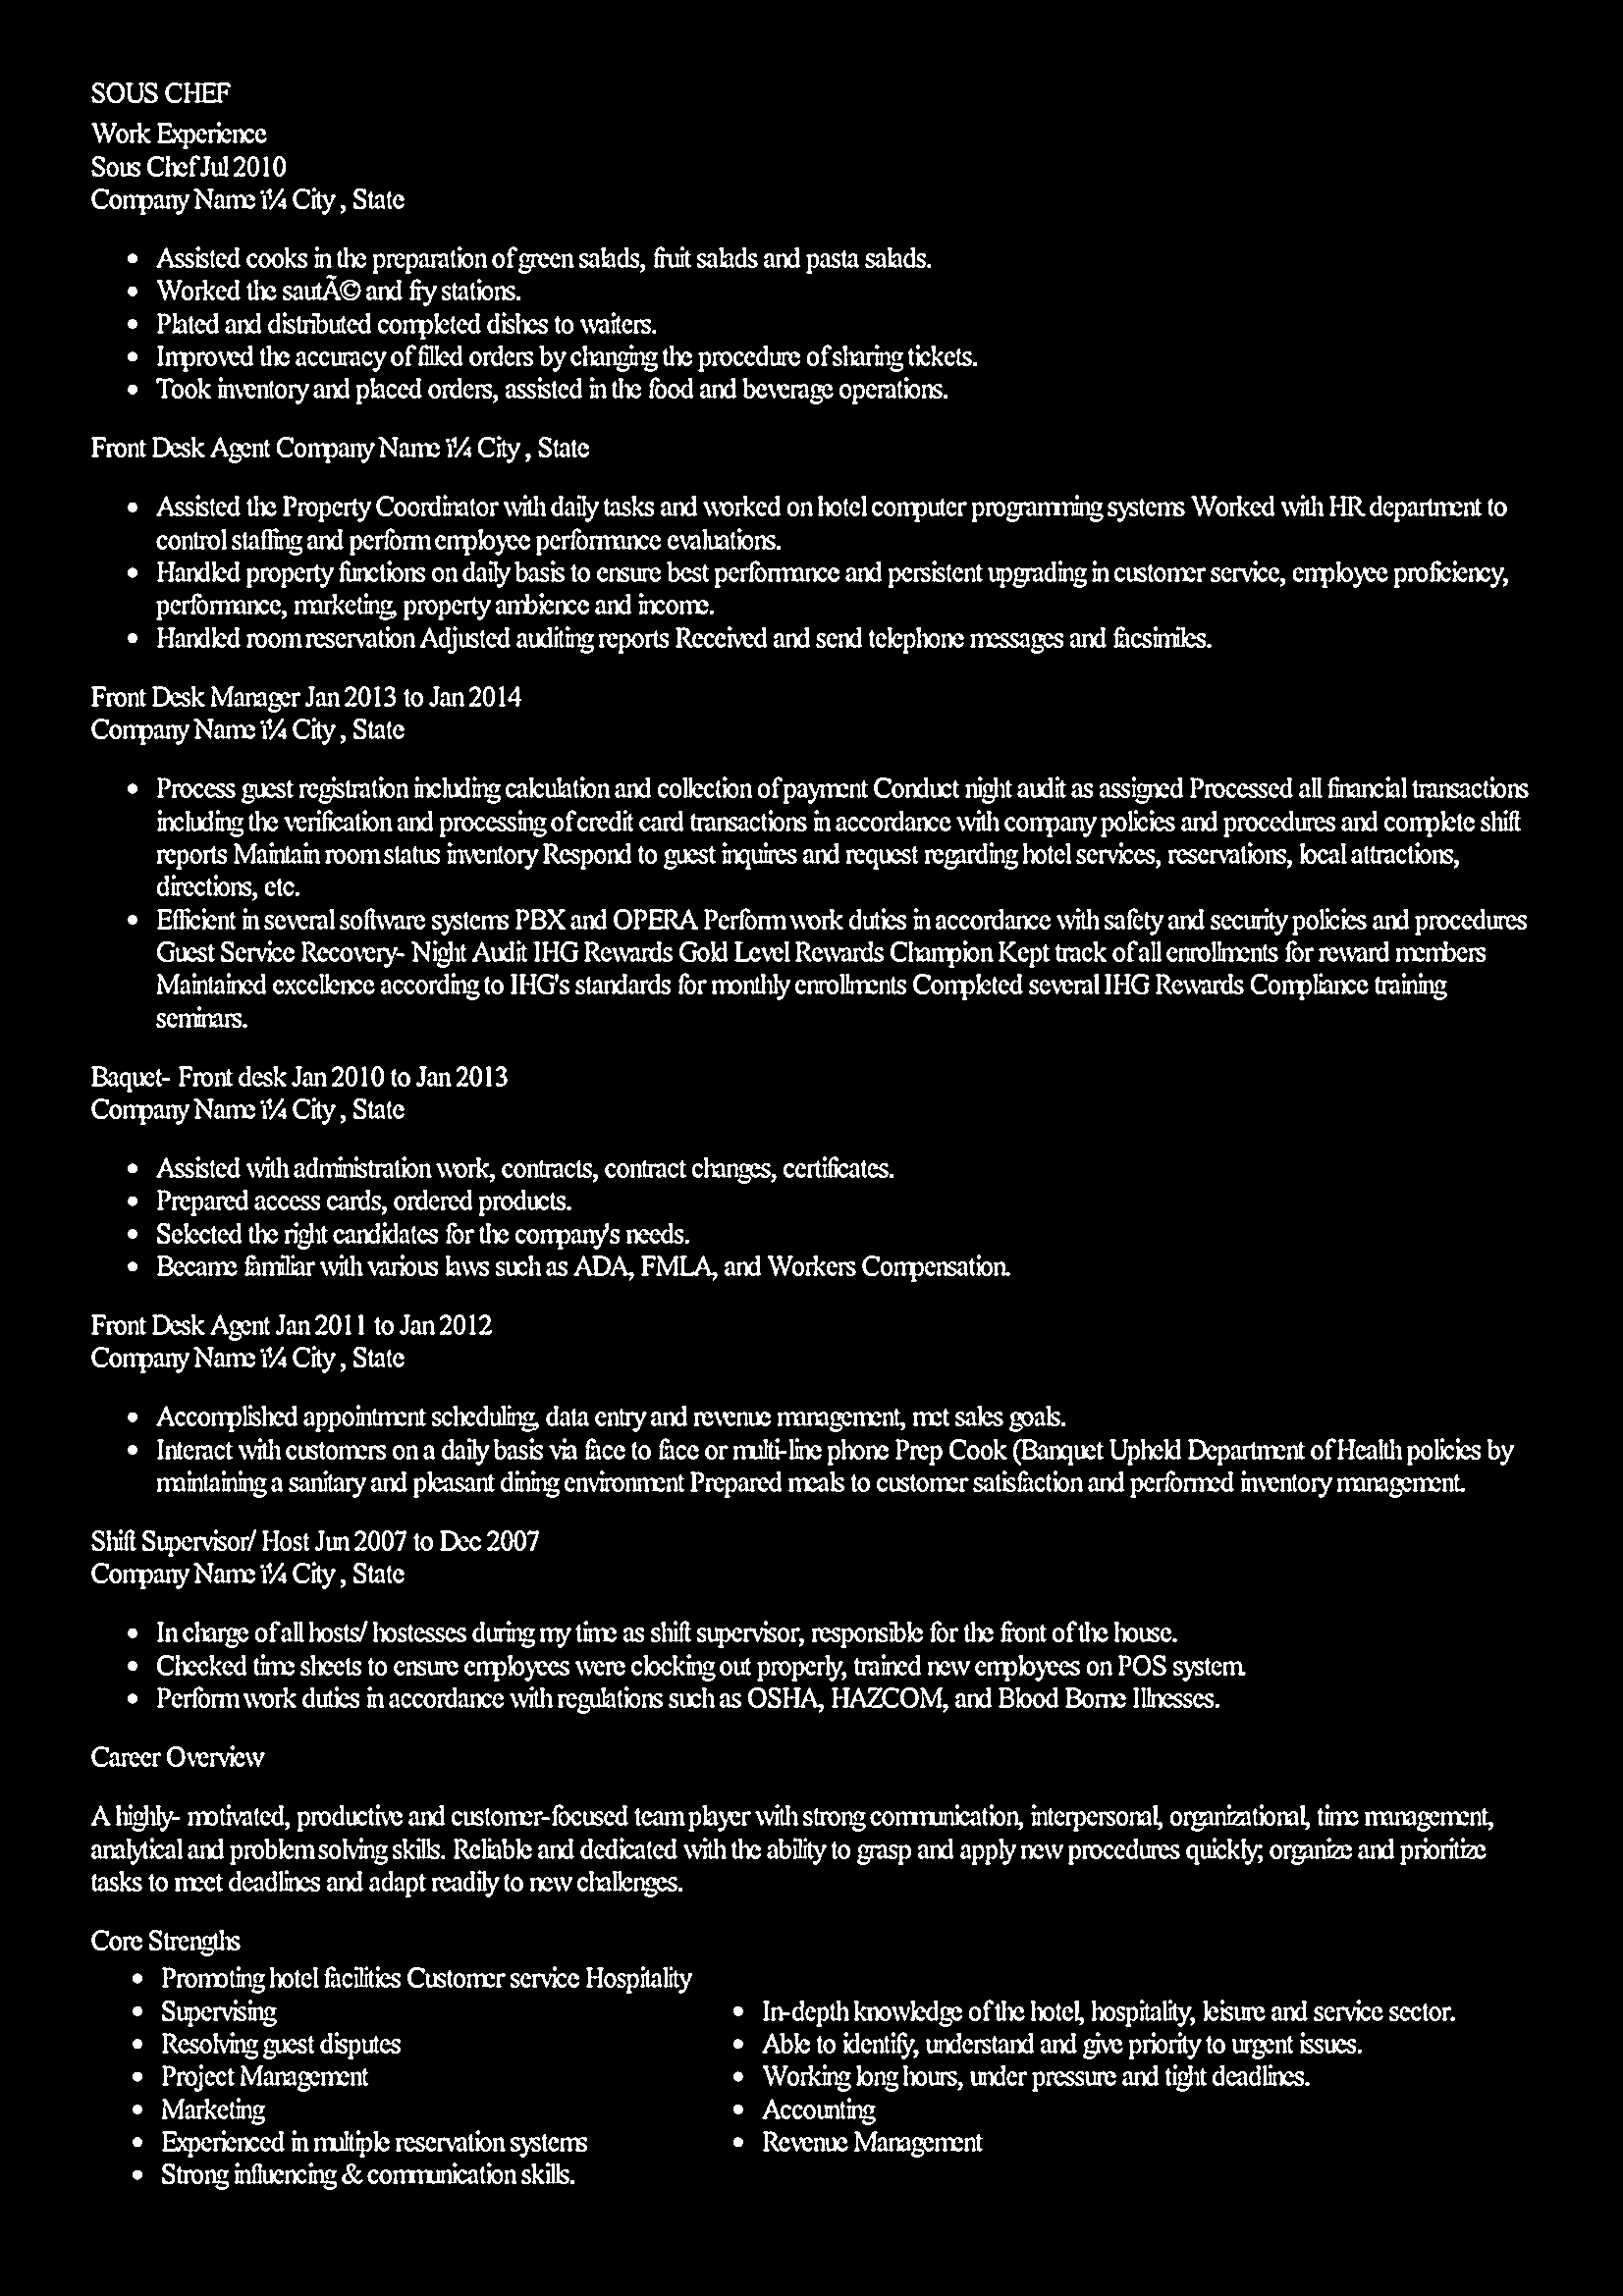 SOUS CHEF
Work Experience
Sous Chef Jul 2010
Company Name ï¼ City , State
Assisted cooks in the preparation of green salads, fruit salads and pasta salads.
Worked the sautÃ© and fry stations.
Plated and distributed completed dishes to waiters.
Improved the accuracy of filled orders by changing the procedure of sharing tickets.
Took inventory and placed orders, assisted in the food and beverage operations.
Front Desk Agent Company Name ï¼ City , State
Assisted the Property Coordinator with daily tasks and worked on hotel computer programming systems Worked with HR department to
control staffing and perform employee performance evaluations.
Handled property functions on daily basis to ensure best performance and persistent upgrading in customer service, employee proficiency,
performance, marketing, property ambience and income.
Handled room reservation Adjusted auditing reports Received and send telephone messages and facsimiles.
Front Desk Manager Jan 2013 to Jan 2014
Company Name ï¼ City , State
Process guest registration including calculation and collection of payment Conduct night audit as assigned Processed all financial transactions
including the verification and processing of credit card transactions in accordance with company policies and procedures and complete shift
reports Maintain room status inventory Respond to guest inquires and request regarding hotel services, reservations, local attractions,
directions, etc.
Efficient in several software systems PBX and OPERA Perform work duties in accordance with safety and security policies and procedures
Guest Service Recovery- Night Audit IHG Rewards Gold Level Rewards Champion Kept track of all enrollments for reward members
Maintained excellence according to IHG's standards for monthly enrollments Completed several IHG Rewards Compliance training
seminars.
Baquet- Front desk Jan 2010 to Jan 2013
Company Name ï¼ City , State
Assisted with administration work, contracts, contract changes, certificates.
Prepared access cards, ordered products.
Selected the right candidates for the company's needs.
Became familiar with various laws such as ADA, FMLA, and Workers Compensation.
Front Desk Agent Jan 2011 to Jan 2012
Company Name ï¼ City , State
Accomplished appointment scheduling, data entry and revenue management, met sales goals.
Interact with customers on a daily basis via face to face or multi-line phone Prep Cook (Banquet Upheld Department of Health policies by
maintaining a sanitary and pleasant dining environment Prepared meals to customer satisfaction and performed inventory management.
Shift Supervisor/ Host Jun 2007 to Dec 2007
Company Name ï¼ City , State
In charge of all hosts/ hostesses during my time as shift supervisor, responsible for the front of the house.
Checked time sheets to ensure employees were clocking out properly, trained new employees on POS system.
Perform work duties in accordance with regulations such as OSHA, HAZCOM, and Blood Borne Illnesses.
Career Overview
A highly- motivated, productive and customer-focused team player with strong communication, interpersonal, organizational, time management,
analytical and problem solving skills. Reliable and dedicated with the ability to grasp and apply new procedures quickly; organize and prioritize
tasks to meet deadlines and adapt readily to new challenges.
Core Strengths
Promoting hotel facilities Customer service Hospitality
Supervising
Resolving guest disputes
Project Management
Marketing
Experienced in multiple reservation systems
Strong influencing & communication skills.
In-depth knowledge of the hotel, hospitality, leisure and service sector.
Able to identify, understand and give priority to urgent issues.
Working long hours, under pressure and tight deadlines.
Accounting
Revenue Management